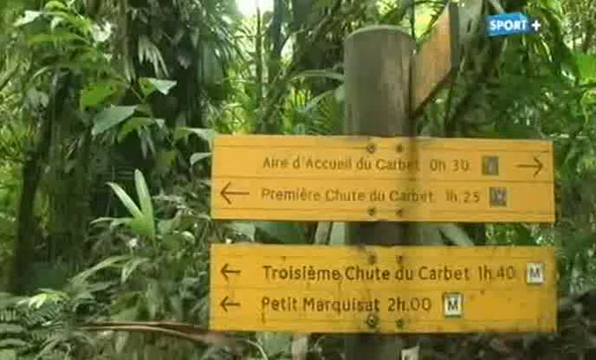 SPORT+
Aire d'Accueil du Carbet 0h 30
Première Chute du Carbet 1h 25
Troisième Chute du Carbet 1h.40 M
Petit Marquisat 2h.00 M